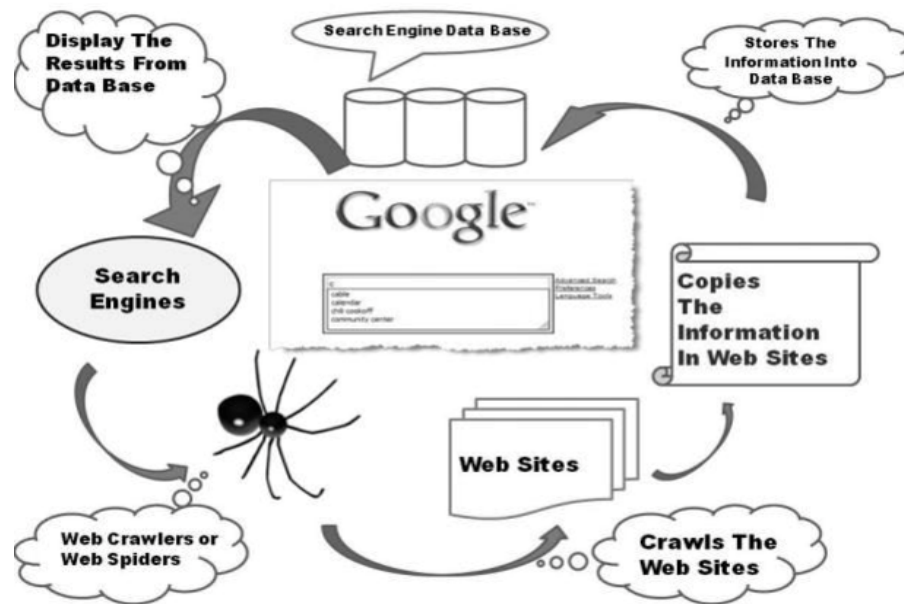 Display The
Results From
Data Base
Search Engine Data Base
Stores The
Information Into
Data Base
Google™
c
cable
calendar
chili cookoff
community center
Advanced Search
Preferences
Language Tools
Search
Engines
Copies
The
Information
In Web Sites
Web Sites
Web Crawlers or
Web Spiders
Crawls The
Web Sites